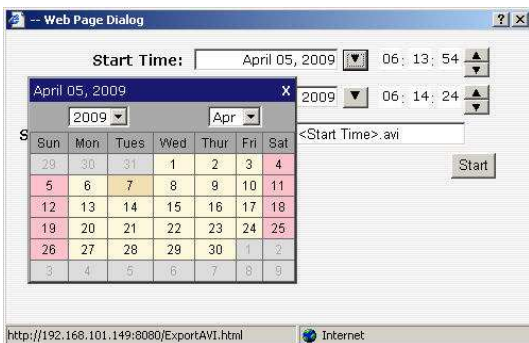 -- Web Page Dialog
Start Time: April 05, 2009 06: 13: 54
April 05, 2009 X
2009 06: 14: 24
2009 Apr
S <Start Time>.avi
Sun Mon Tues Wed Thur Fri Sat
29 30 31 1 2 3 4
Start
5 6 7 8 9 10 11
12 13 14 15 16 17 18
19 20 21 22 23 24 25
26 27 28 29 30 1 2
3 4 5 6 7 8 9
http://192.168.101.149:8080/ExportAVI.html Internet